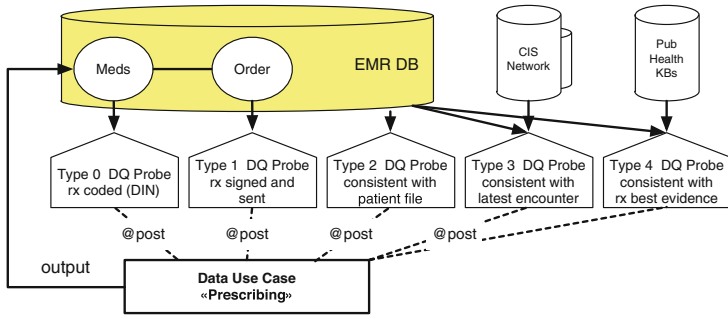 Meds
Order
EMR DB
CIS
Network
Pub
Health
KBs
Type 0 DQ Probe
rx coded (DIN)
Type 1 DQ Probe
rx signed and
sent
Type 2 DQ Probe
consistent with
patient file
Type 3 DQ Probe
consistent with
latest encounter
Type 4 DQ Probe
consistent with
rx best evidence
@post
@post
@post
@post
output
Data Use Case
«Prescribing»